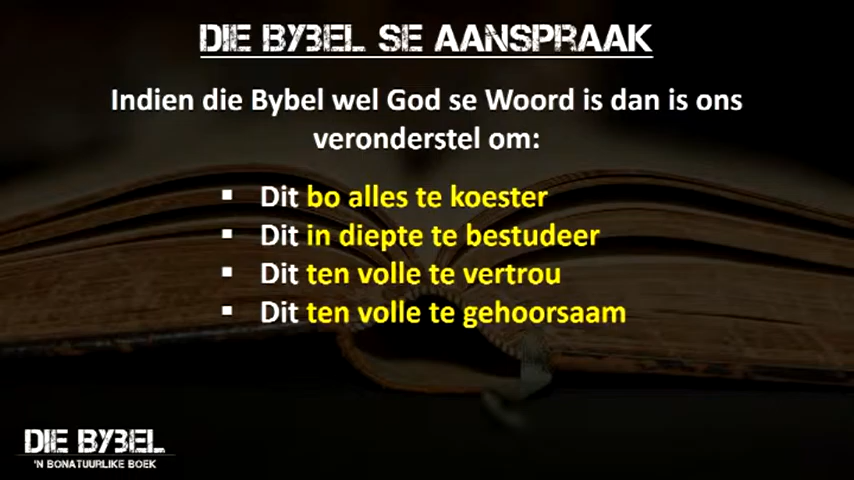 DIE BYBEL SE AANSPRAAK
Indien die Bybel wel God se Woord is dan is ons
veronderstel om:
▪ Dit bo alles te koester
▪ Dit in diepte te bestudeer
▪ Dit ten volle te vertrou
▪ Dit ten volle te gehoorsaam
DIE BYBEL
'N BONATUURLIKE BOEK